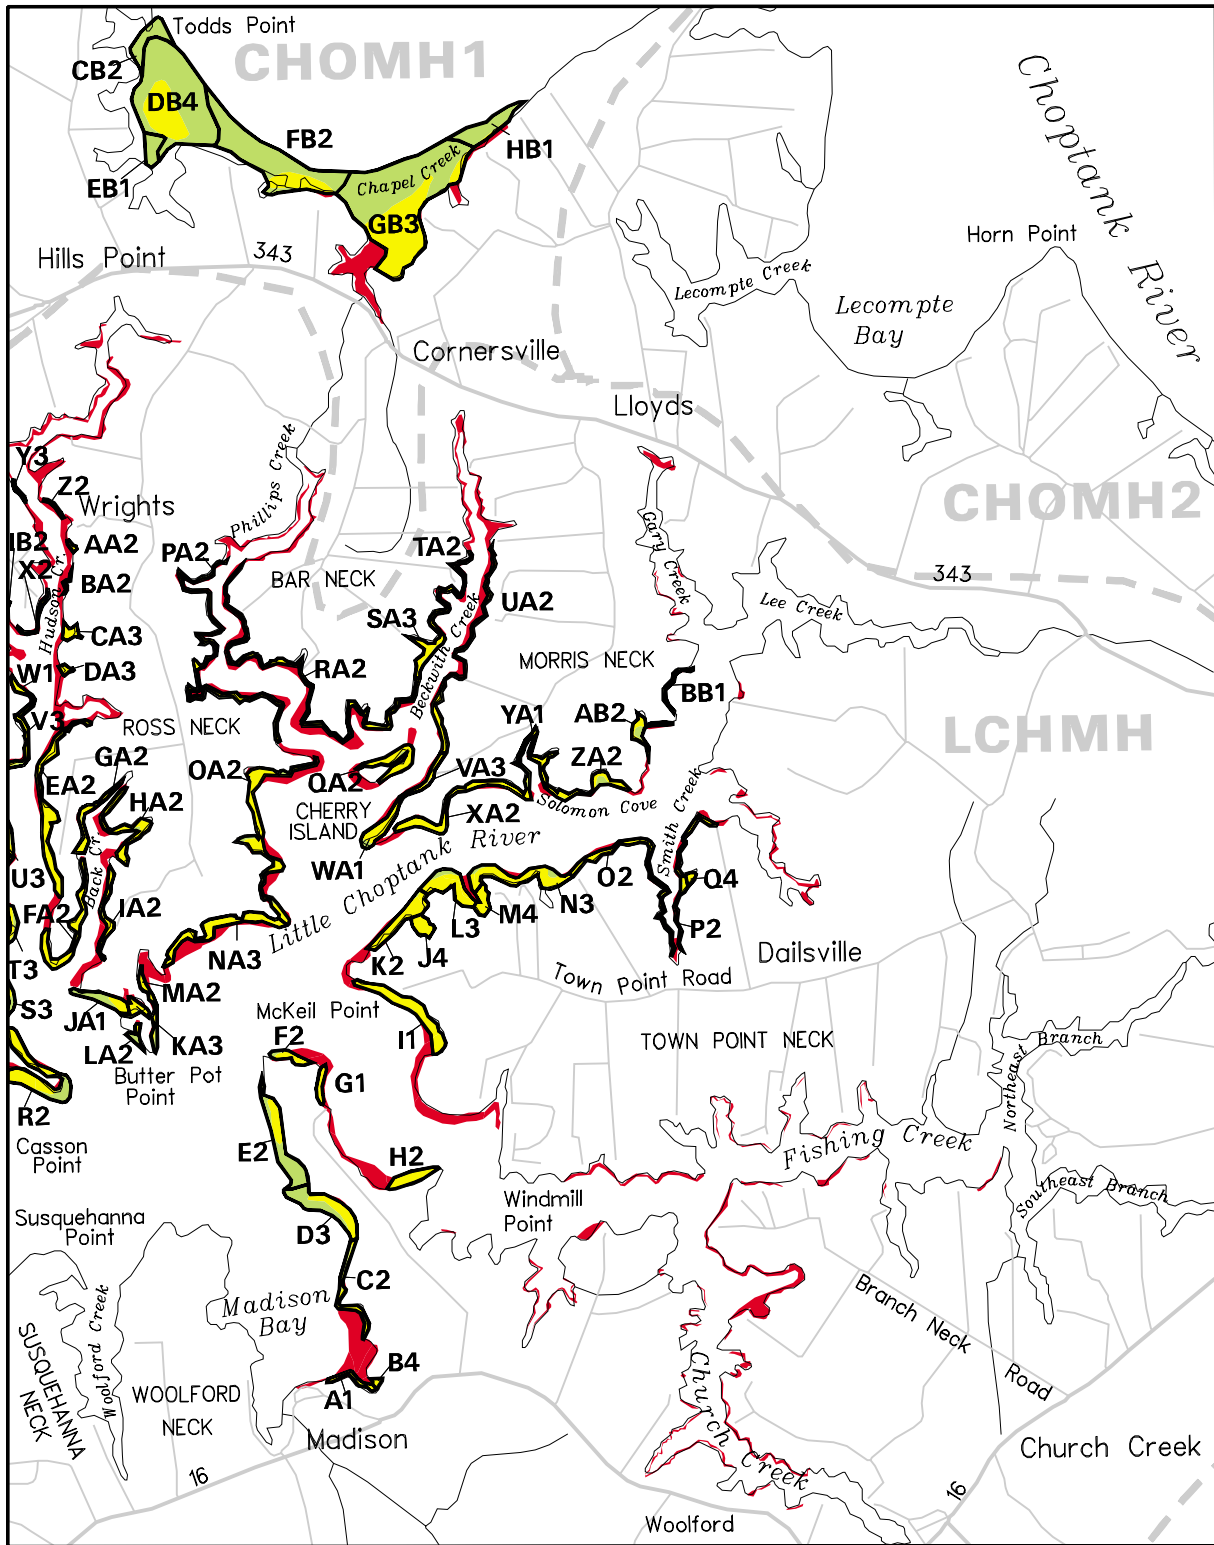 Todds Point
CHOMH1
CB2
DB4
FB2
HB1
EB1
Chapel Creek
GB3
Choptank River
Horn Point
Hills Point
343
Lecompte Creek
Lecompte
Bay
Cornersville
Lloyds
Y3
Z2
Wrights
Phillips Creek
CHOMH2
IB2
AA2
PA2
TA2
X2
BA2
BAR NECK
Gary Creek
343
Hudson Cr.
SA3
UA2
Lee Creek
CA3
Beckwith Creek
W1
DA3
RA2
MORRIS NECK
BB1
V3
ROSS NECK
YA1
AB2
LCHMH
GA2
OA2
QA2
VA3
ZA2
EA2
HA2
CHERRY
ISLAND
XA2
Solomon Cove
Smith Creek
WA1
Little Choptank River
U3
Back Cr.
O2
Q4
FA2
IA2
N3
M4
L3
P2
T3
NA3
K2
J4
Dailsville
S3
MA2
Town Point Road
JA1
McKeil Point
LA2
KA3
F2
I1
TOWN POINT NECK
Northeast Branch
Butter Pot
Point
G1
R2
Casson
Point
E2
H2
Fishing Creek
Windmill
Point
Southeast Branch
Susquehanna
Point
D3
C2
Madison
Bay
Branch Neck Road
Woolford Creek
SUSQUEHANNA
NECK
WOOLFORD
NECK
B4
A1
Church Creek
Madison
Church Creek
16
16
Woolford